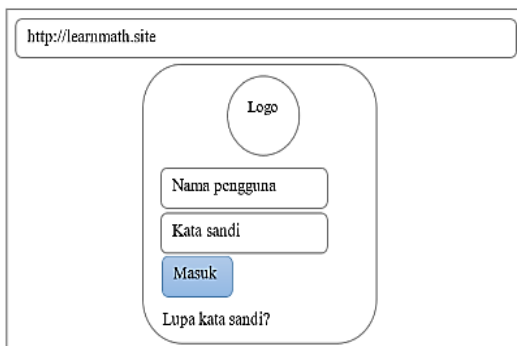 http://learnmath.site
Logo
Nama pengguna
Kata sandi
Masuk
Lupa kata sandi?